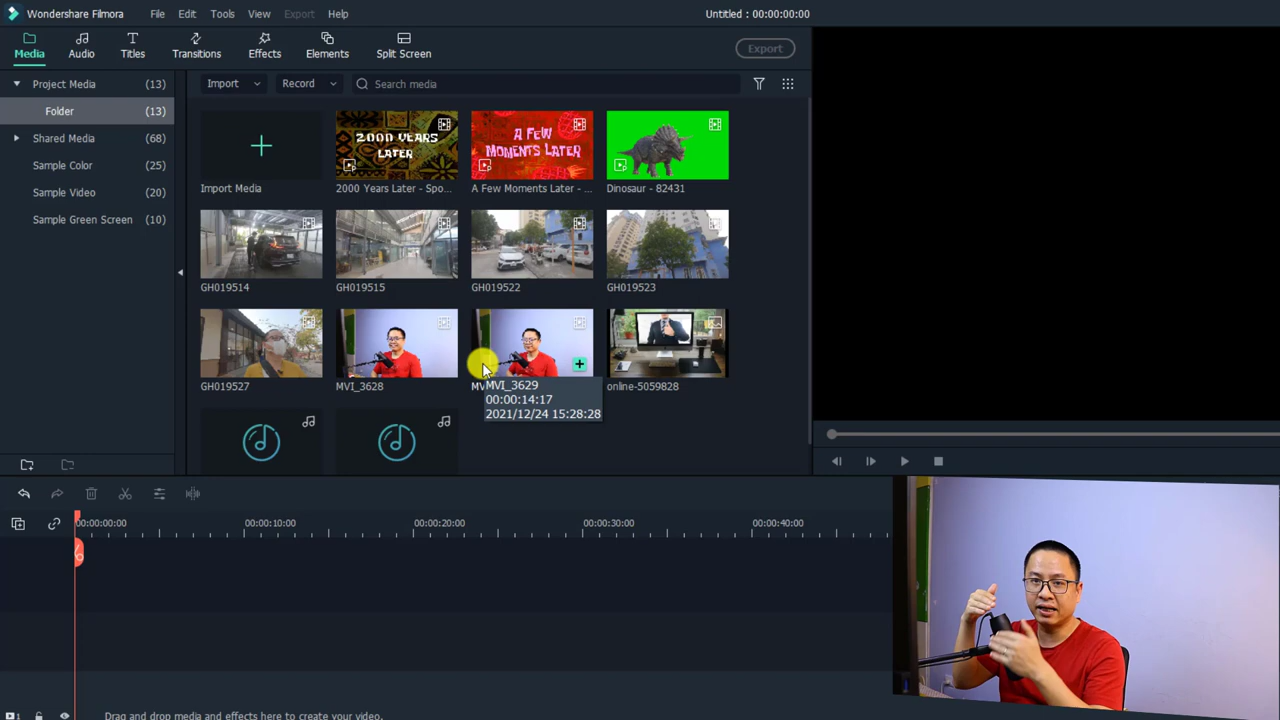 Wondershare Filmora
File
Edit
Tools
View
Export
Help
Untitled : 00:00:00:00
Media
Audio
Titles
Transitions
Effects
Elements
Split Screen
Export
Project Media (13)
Folder (13)
Shared Media (68)
Sample Color (25)
Sample Video (20)
Sample Green Screen (10)
Import
Record
Search media
2000 YEARS
LATER
A FEW
MOMENTS LATER
Import Media
2000 Years Later - Spo...
A Few Moments Later - ...
Dinosaur - 82431
GH019514
GH019515
GH019522
GH019523
GH019527
MVI_3628
MV
online-5059828
MVI_3629
00:00:14:17
2021/12/24 15:28:28
00:00:00:00
00:00:10:00
00:00:20:00
00:00:30:00
00:00:40:00
1
Drag and drop media and effects here to create your video.